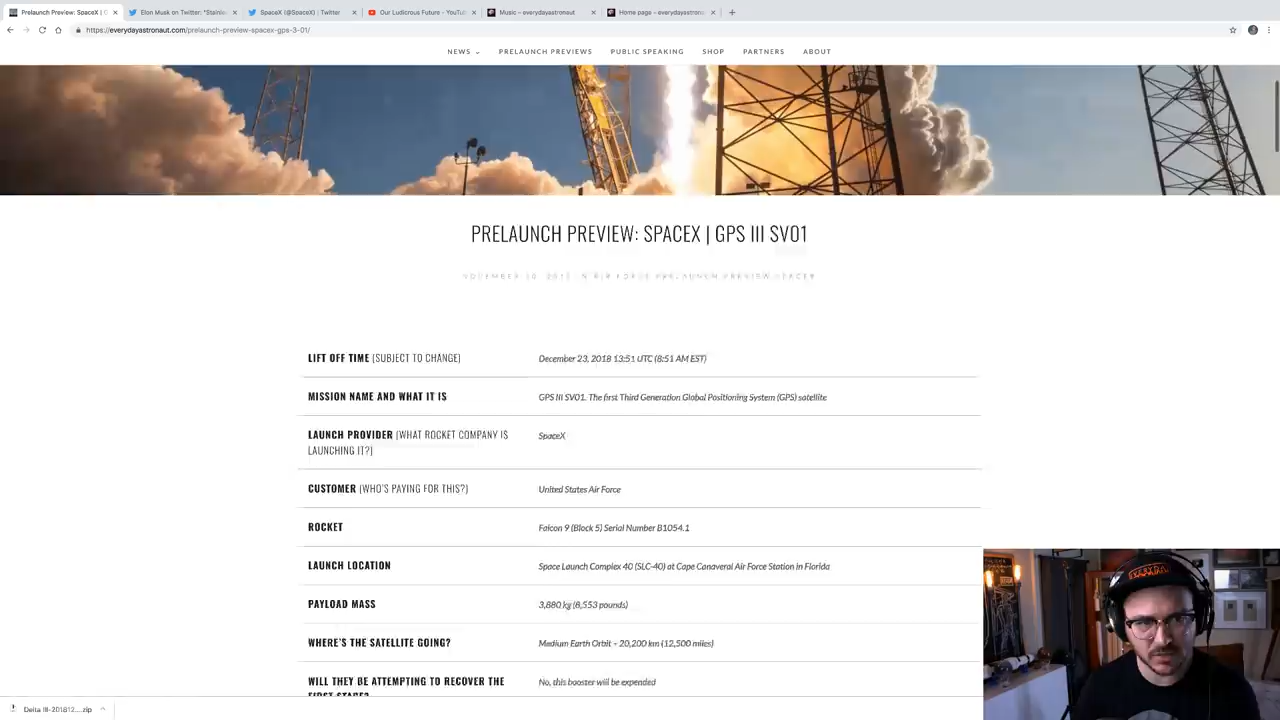 Prelaunch Preview: SpaceX | G
Elon Musk on Twitter: "Stainle
SpaceX (@SpaceX) | Twitter
Our Ludicrous Future - YouTu
Music – everydayastronaut
Home page – everydayastrona
https://everydayastronaut.com/prelaunch-preview-spacex-gps-3-01/
NEWS PRELAUNCH PREVIEWS PUBLIC SPEAKING SHOP PARTNERS ABOUT
PRELAUNCH PREVIEW: SPACEX | GPS III SV01
LIFT OFF TIME (SUBJECT TO CHANGE) December 23, 2018 13:51 UTC (8:51 AM EST)
MISSION NAME AND WHAT IT IS GPS III SV01. The first Third Generation Global Positioning System (GPS) satellite
LAUNCH PROVIDER (WHAT ROCKET COMPANY IS SpaceX
LAUNCHING IT?)
CUSTOMER (WHO'S PAYING FOR THIS?) United States Air Force
ROCKET Falcon 9 (Block 5) Serial Number B1054.1
LAUNCH LOCATION Space Launch Complex 40 (SLC-40) at Cape Canaveral Air Force Station in Florida
PAYLOAD MASS 3,880 kg (8,553 pounds)
WHERE'S THE SATELLITE GOING? Medium Earth Orbit – 20,200 km (12,500 miles)
WILL THEY BE ATTEMPTING TO RECOVER THE No, this booster will be expended
FIRST STAGE?
Delta III-201812....zip